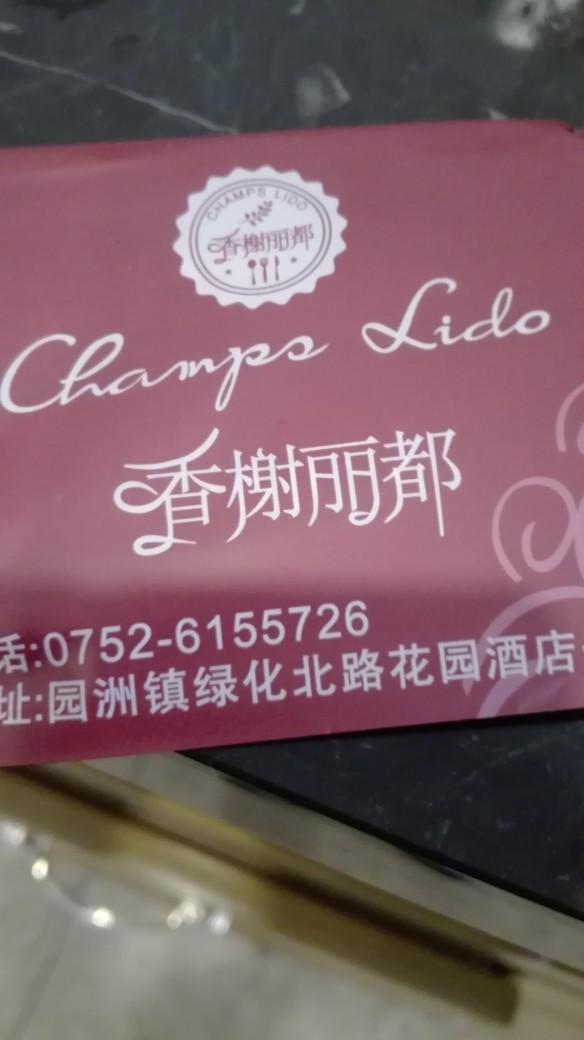 CHAMPS LIDO
香榭丽都
Champs Lido
香榭丽都
话:0752-6155726
址:园洲镇绿化北路花园酒店